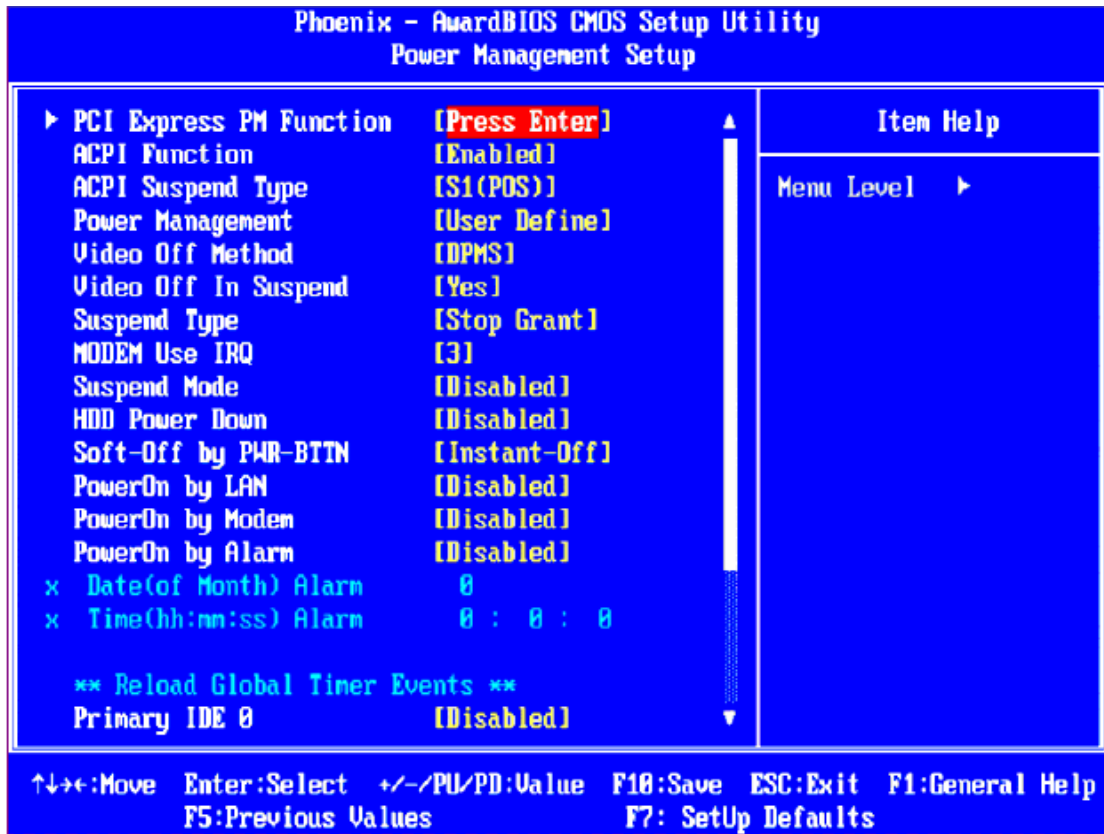 Phoenix - AwardBIOS CMOS Setup Utility
Power Management Setup
▶ PCI Express PM Function [Press Enter]
ACPI Function [Enabled]
ACPI Suspend Type [S1(POS)]
Power Management [User Define]
Video Off Method [DPMS]
Video Off In Suspend [Yes]
Suspend Type [Stop Grant]
MODEM Use IRQ [3]
Suspend Mode [Disabled]
HDD Power Down [Disabled]
Soft-Off by PWR-BTTN [Instant-Off]
PowerOn by LAN [Disabled]
PowerOn by Modem [Disabled]
PowerOn by Alarm [Disabled]
x Date(of Month) Alarm 0
x Time(hh:mm:ss) Alarm 0 : 0 : 0
** Reload Global Timer Events **
Primary IDE 0 [Disabled]
Item Help
Menu Level ▶
↑↓→←:Move Enter:Select +/-/PU/PD:Value F10:Save ESC:Exit F1:General Help
F5:Previous Values F7: SetUp Defaults